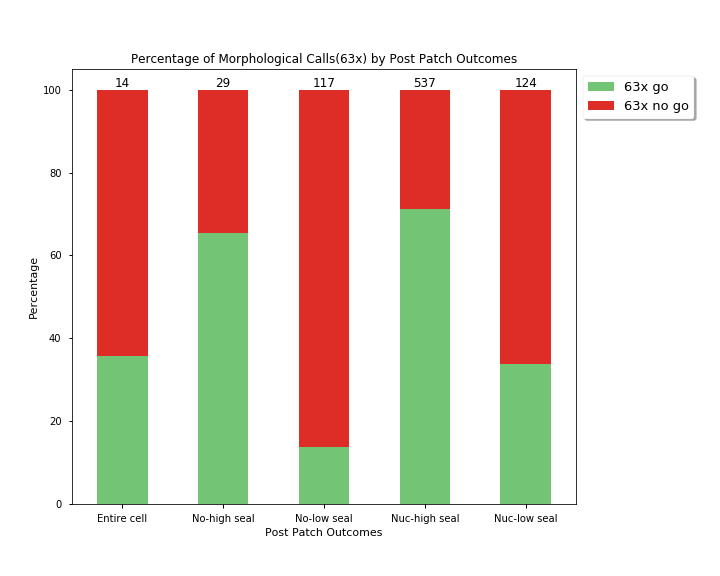 Percentage of Morphological Calls(63x) by Post Patch Outcomes
14 29 117 537 124
63x go
63x no go
100
80
60
40
20
0
Percentage
Entire cell No-high seal No-low seal Nuc-high seal Nuc-low seal
Post Patch Outcomes